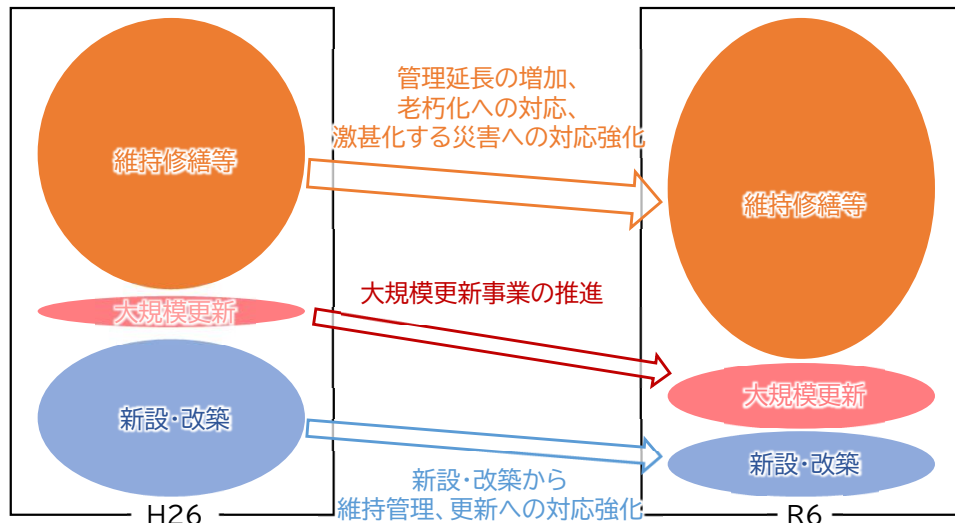 維持修繕等
大規模更新
新設・改築
H26
管理延長の増加、
老朽化への対応、
激甚化する災害への対応強化
大規模更新事業の推進
新設・改築から
維持管理、更新への対応強化
維持修繕等
大規模更新
新設・改築
R6